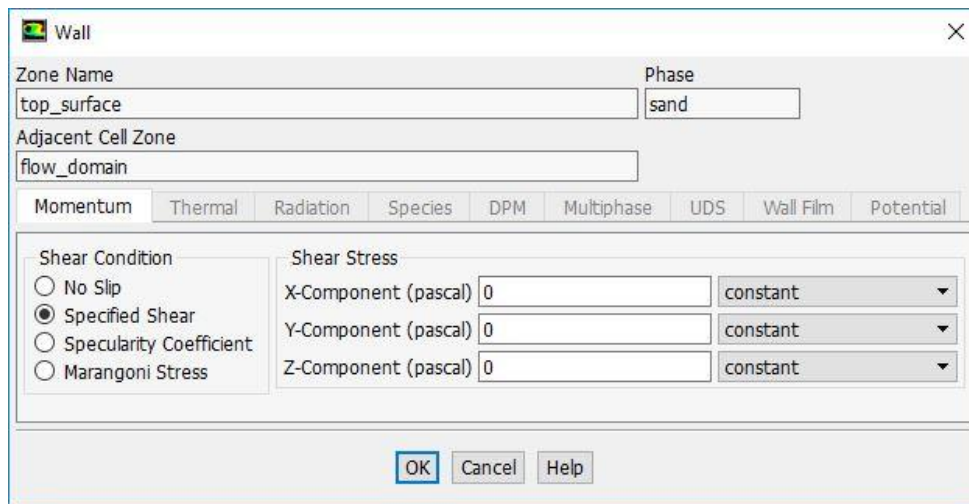 Wall
Zone Name Phase
top_surface sand
Adjacent Cell Zone
flow_domain
Momentum Thermal Radiation Species DPM Multiphase UDS Wall Film Potential
Shear Condition Shear Stress
No Slip X-Component (pascal) 0 constant
Specified Shear Y-Component (pascal) 0 constant
Specularity Coefficient
Marangoni Stress Z-Component (pascal) 0 constant
OK Cancel Help